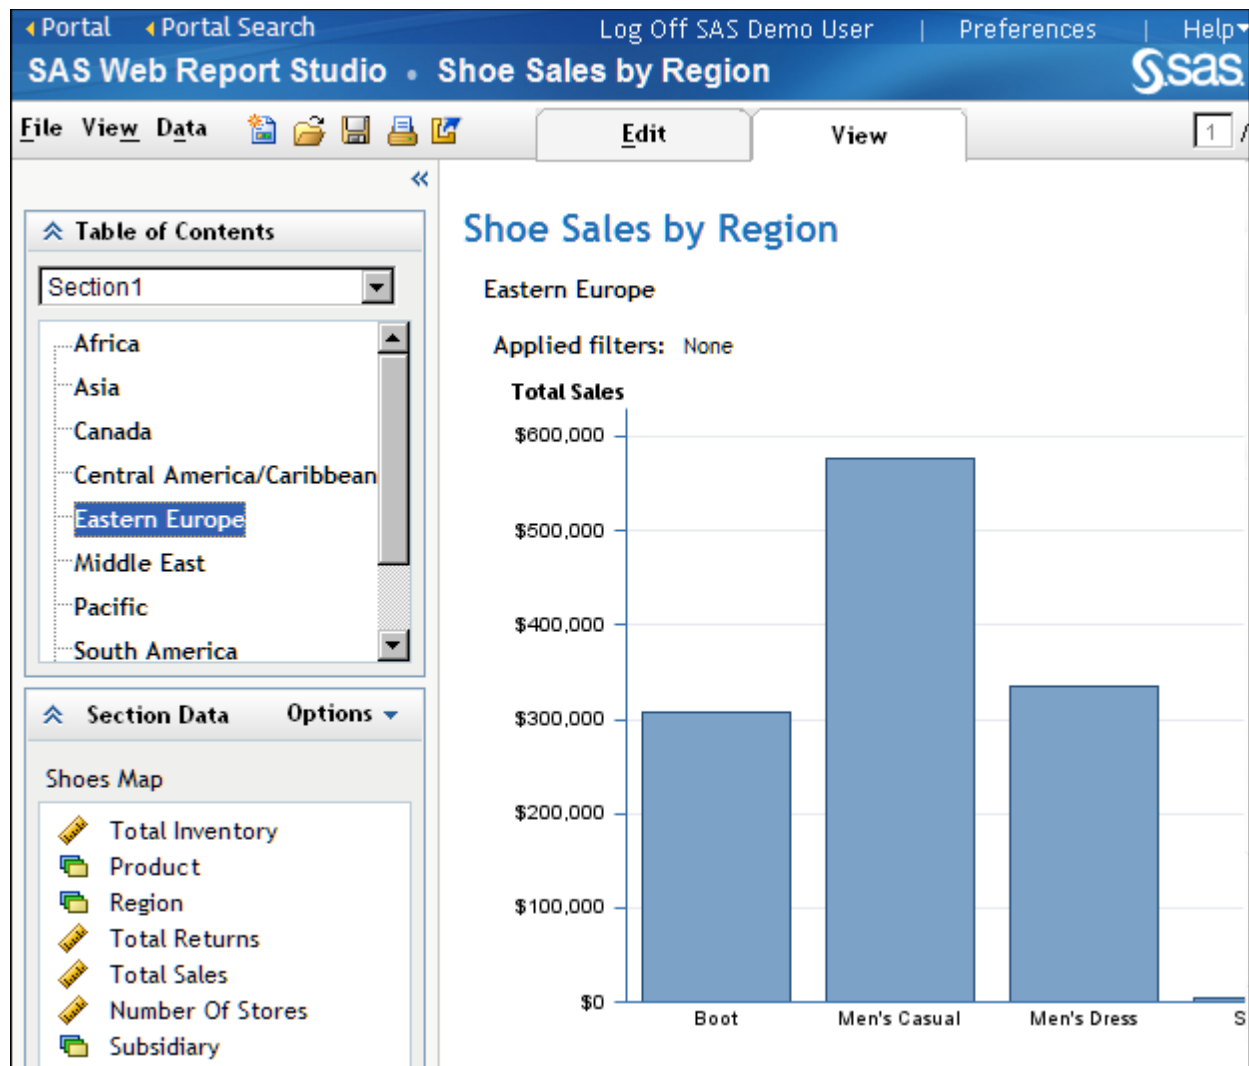 Portal Portal Search Log Off SAS Demo User | Preferences | Help
SAS Web Report Studio • Shoe Sales by Region sas
File View Data Edit View 1 /
Table of Contents
Section1
Africa
Asia
Canada
Central America/Caribbean
Eastern Europe
Middle East
Pacific
South America
Section Data Options
Shoes Map
Total Inventory
Product
Region
Total Returns
Total Sales
Number Of Stores
Subsidiary
Shoe Sales by Region
Eastern Europe
Applied filters: None
Total Sales
$600,000
$500,000
$400,000
$300,000
$200,000
$100,000
$0
Boot Men's Casual Men's Dress S